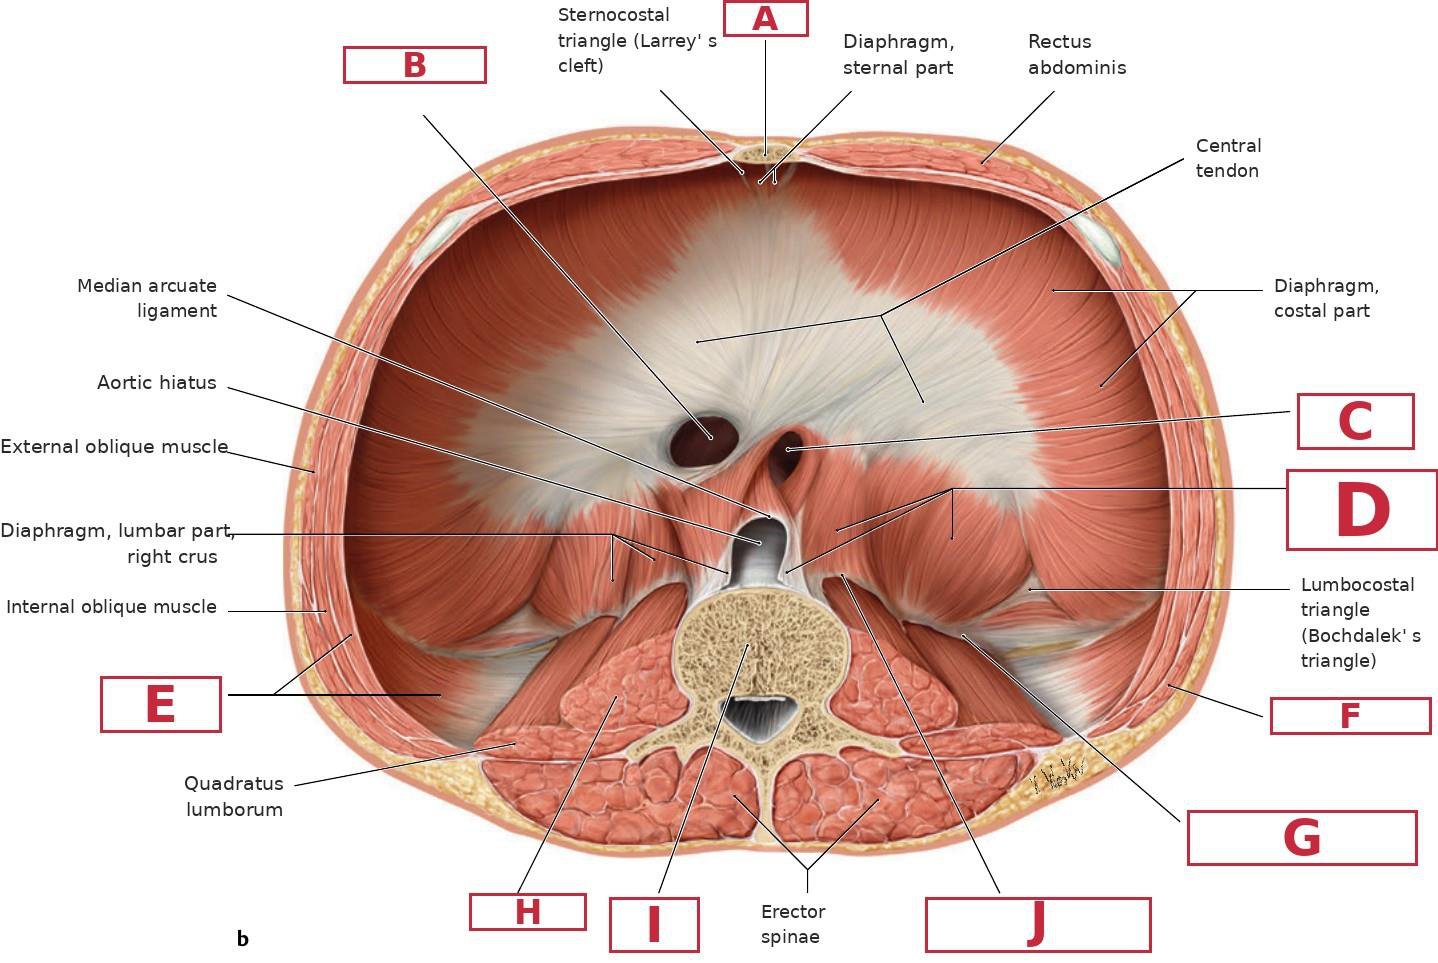 Sternocostal
triangle (Larrey' s
cleft)
A
B
Diaphragm,
sternal part
Rectus
abdominis
Central
tendon
Median arcuate
ligament
Diaphragm,
costal part
Aortic hiatus
C
External oblique muscle
D
Diaphragm, lumbar part,
right crus
Internal oblique muscle
Lumbocostal
triangle
(Bochdalek' s
triangle)
E
F
Quadratus
lumborum
G
H
I
Erector
spinae
J
b